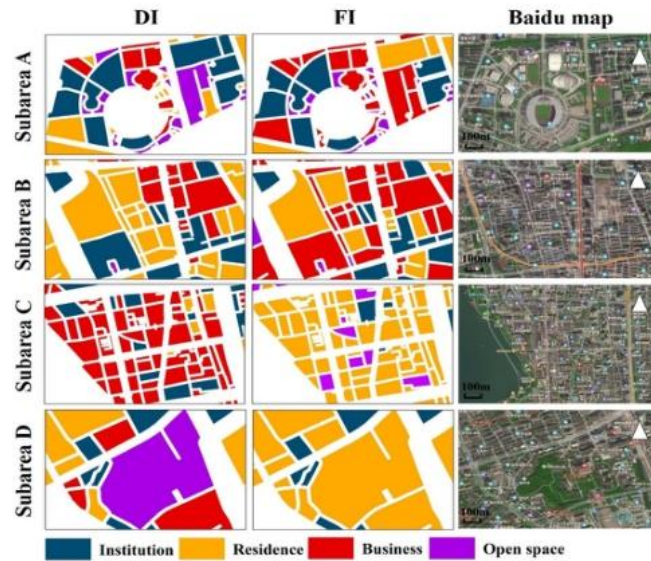 DI FI Baidu map
Subarea A
100m
Subarea B
100m
Subarea C
100m
Subarea D
100m
Institution Residence Business Open space